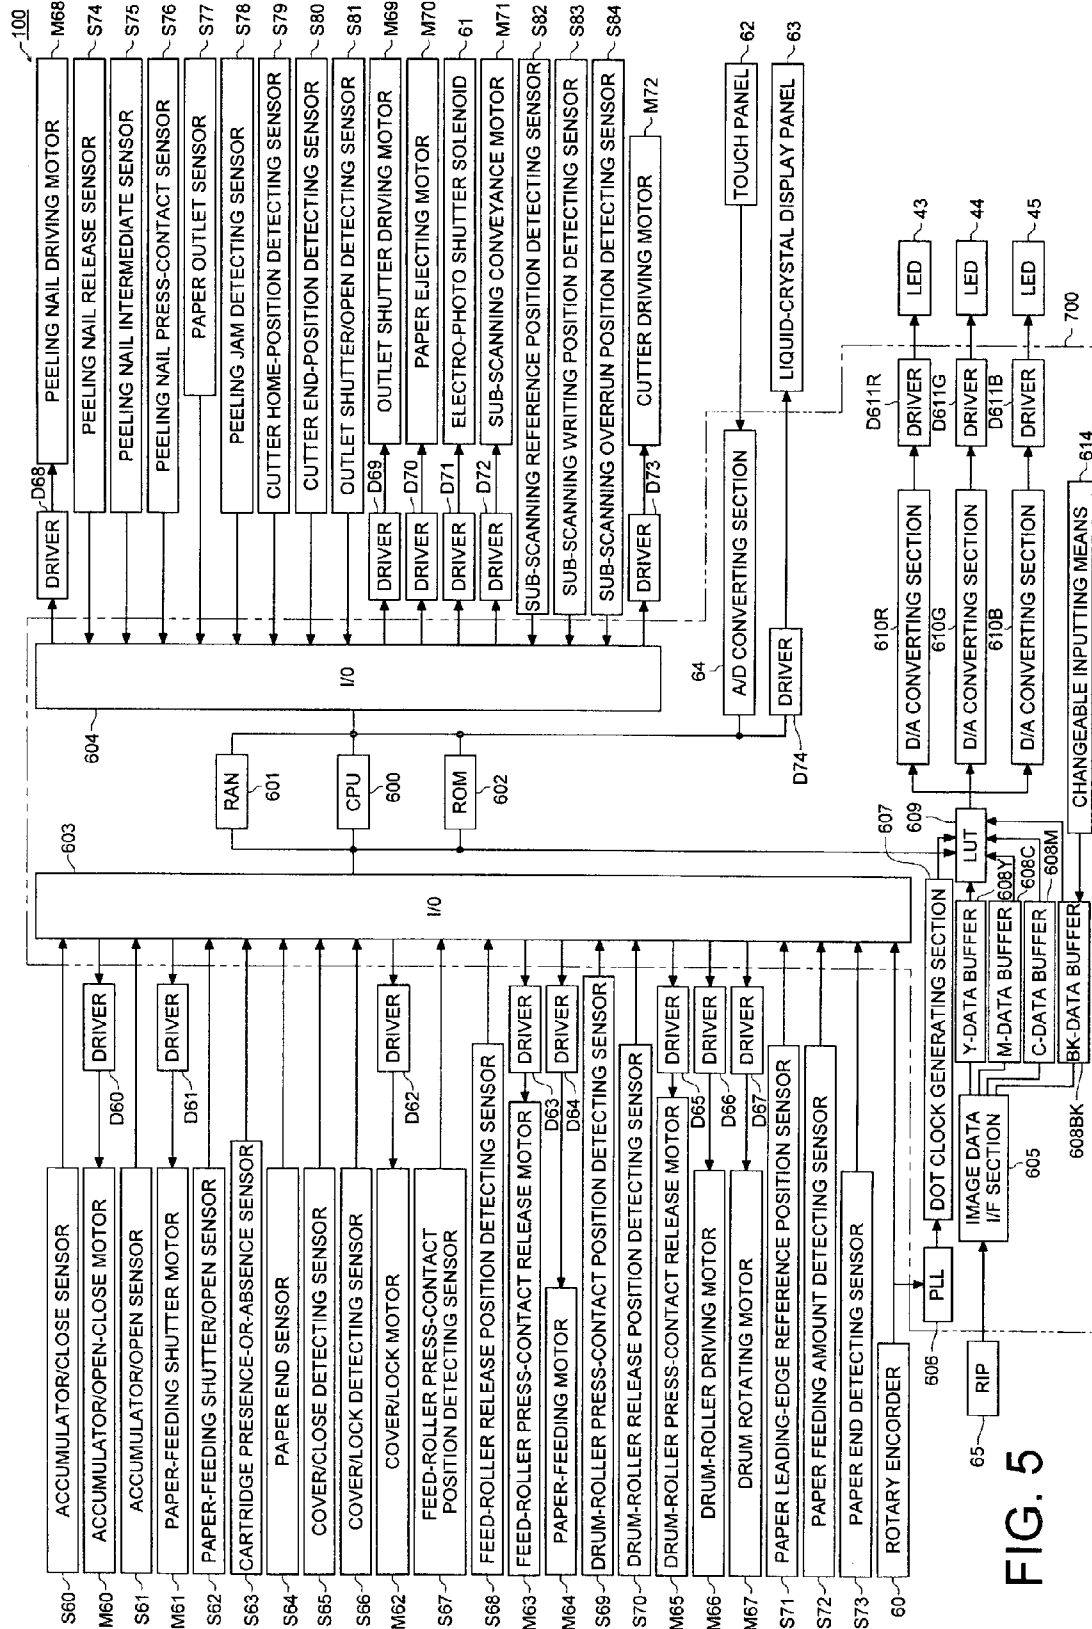 100
ACCUMULATOR/CLOSE SENSOR
S60
ACCUMULATOR/OPEN-CLOSE MOTOR
M60
DRIVER
D60
ACCUMULATOR/OPEN SENSOR
S61
PAPER-FEEDING SHUTTER MOTOR
M61
DRIVER
D61
PAPER-FEEDING SHUTTER/OPEN SENSOR
S62
CARTRIDGE PRESENCE-OR-ABSENCE SENSOR
S63
PAPER END SENSOR
S64
COVER/CLOSE DETECTING SENSOR
S65
COVER/LOCK DETECTING SENSOR
S66
COVER/LOCK MOTOR
M62
DRIVER
D62
FEED-ROLLER PRESS-CONTACT
POSITION DETECTING SENSOR
S67
FEED-ROLLER RELEASE POSITION DETECTING SENSOR
S68
FEED-ROLLER PRESS-CONTACT RELEASE MOTOR
M63
DRIVER
D63
PAPER-FEEDING MOTOR
M64
DRIVER
D64
DRUM-ROLLER PRESS-CONTACT POSITION DETECTING SENSOR
S69
DRUM-ROLLER RELEASE POSITION DETECTING SENSOR
S70
DRUM-ROLLER PRESS-CONTACT RELEASE MOTOR
M65
DRIVER
D65
DRUM-ROLLER DRIVING MOTOR
M66
DRIVER
D66
DRUM ROTATING MOTOR
M67
DRIVER
D67
PAPER LEADING-EDGE REFERENCE POSITION SENSOR
S71
PAPER FEEDING AMOUNT DETECTING SENSOR
S72
PAPER END DETECTING SENSOR
S73
ROTARY ENCORDER
60
I/0
603
RAN
601
CPU
600
ROM
602
I/0
604
DRIVER
D68
PEELING NAIL DRIVING MOTOR
M68
PEELING NAIL RELEASE SENSOR
S74
PEELING NAIL INTERMEDIATE SENSOR
S75
PEELING NAIL PRESS-CONTACT SENSOR
S76
PAPER OUTLET SENSOR
S77
PEELING JAM DETECTING SENSOR
S78
CUTTER HOME-POSITION DETECTING SENSOR
S79
CUTTER END-POSITION DETECTING SENSOR
S80
OUTLET SHUTTER/OPEN DETECTING SENSOR
S81
DRIVER
D69
OUTLET SHUTTER DRIVING MOTOR
M69
DRIVER
D70
PAPER EJECTING MOTOR
M70
DRIVER
D71
ELECTRO-PHOTO SHUTTER SOLENOID
61
DRIVER
D72
SUB-SCANNING CONVEYANCE MOTOR
M71
SUB-SCANNING REFERENCE POSITION DETECTING SENSOR
S82
SUB-SCANNING WRITING POSITION DETECTING SENSOR
S83
SUB-SCANNING OVERRUN POSITION DETECTING SENSOR
S84
DRIVER
D73
CUTTER DRIVING MOTOR
M72
A/D CONVERTING SECTION
64
TOUCH PANEL
62
DRIVER
D74
LIQUID-CRYSTAL DISPLAY PANEL
63
RIP
65
PLL
606
DOT CLOCK GENERATING SECTION
607
IMAGE DATA
I/F SECTION
605
Y-DATA BUFFER
608Y
M-DATA BUFFER
608C
C-DATA BUFFER
608M
BK-DATA BUFFER
608BK
LUT
609
D/A CONVERTING SECTION
610R
DRIVER
D611R
LED
43
D/A CONVERTING SECTION
610G
DRIVER
D611G
LED
44
D/A CONVERTING SECTION
610B
DRIVER
D611B
LED
45
CHANGEABLE INPUTTING MEANS
614
700
FIG. 5